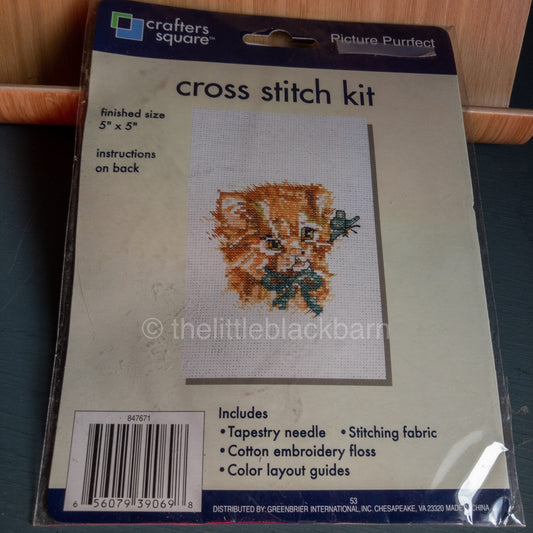 crafters
square™
Picture Purrfect
cross stitch kit
finished size
5" x 5"
instructions
on back
© thelittleblackbarn
847671
6 56079 39069 8
Includes
•Tapestry needle •Stitching fabric
•Cotton embroidery floss
•Color layout guides
53
DISTRIBUTED BY: GREENBRIER INTERNATIONAL, INC. CHESAPEAKE, VA 23320 MADE CHINA